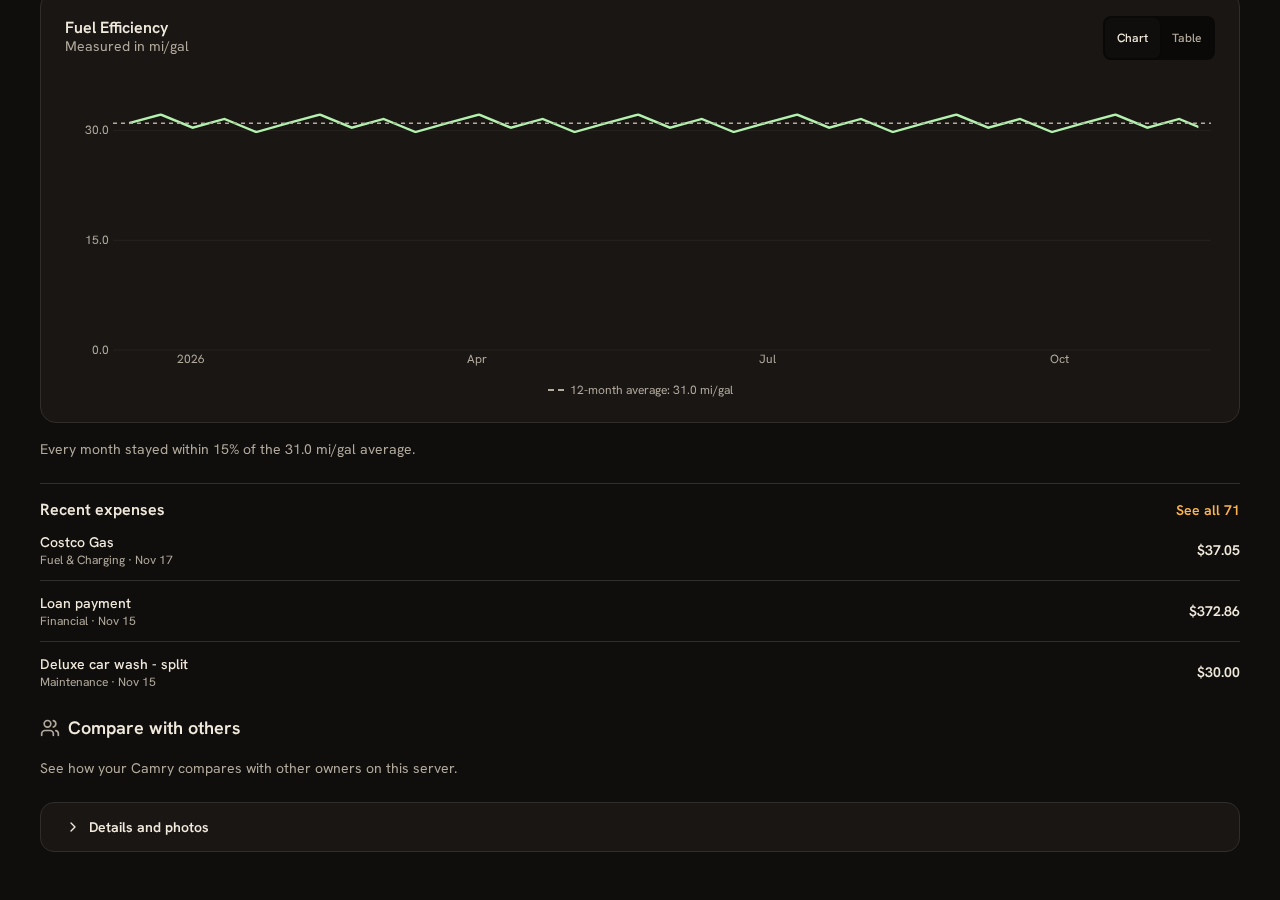 Fuel Efficiency
Measured in mi/gal
Chart
Table
30.0
15.0
0.0
2026
Apr
Jul
Oct
12-month average: 31.0 mi/gal
Every month stayed within 15% of the 31.0 mi/gal average.
Recent expenses
See all 71
Costco Gas
Fuel & Charging · Nov 17
$37.05
Loan payment
Financial · Nov 15
$372.86
Deluxe car wash - split
Maintenance · Nov 15
$30.00
Compare with others
See how your Camry compares with other owners on this server.
Details and photos